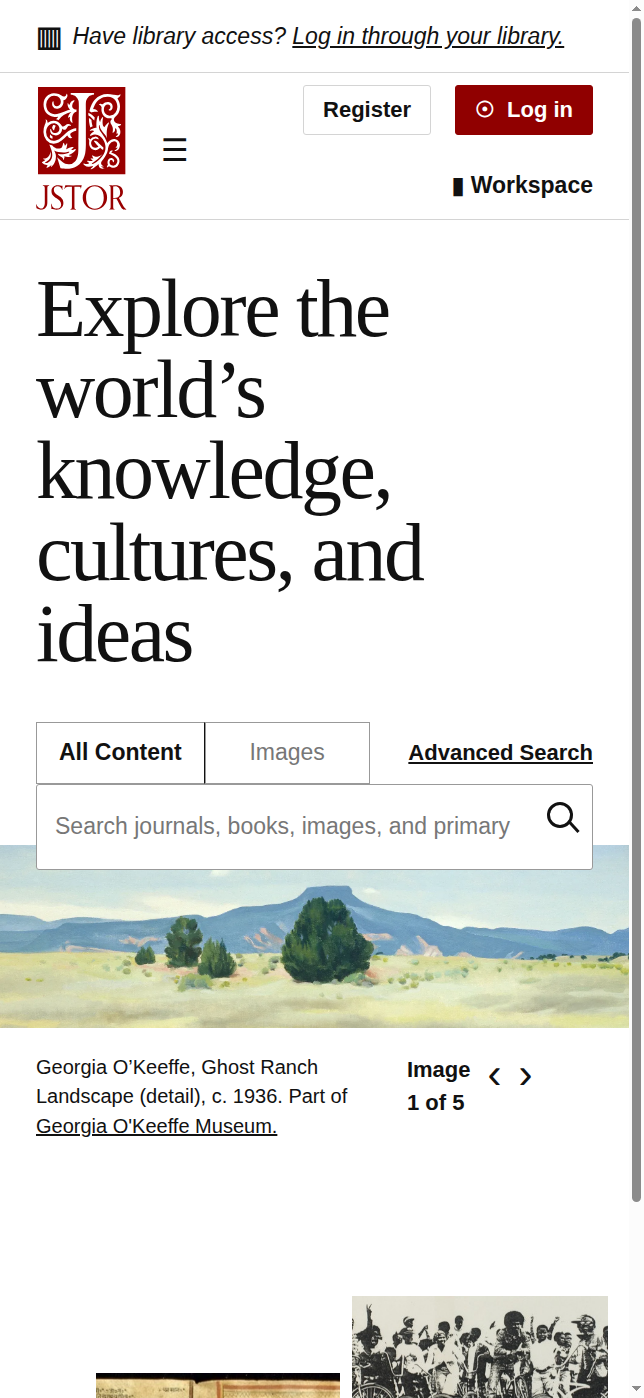 Have library access? Log in through your library.
Register
Log in
JSTOR
Workspace
Explore the
world’s
knowledge,
cultures, and
ideas
All Content
Images
Advanced Search
Search journals, books, images, and primary
Georgia O’Keeffe, Ghost Ranch
Landscape (detail), c. 1936. Part of
Georgia O'Keeffe Museum.
Image
1 of 5